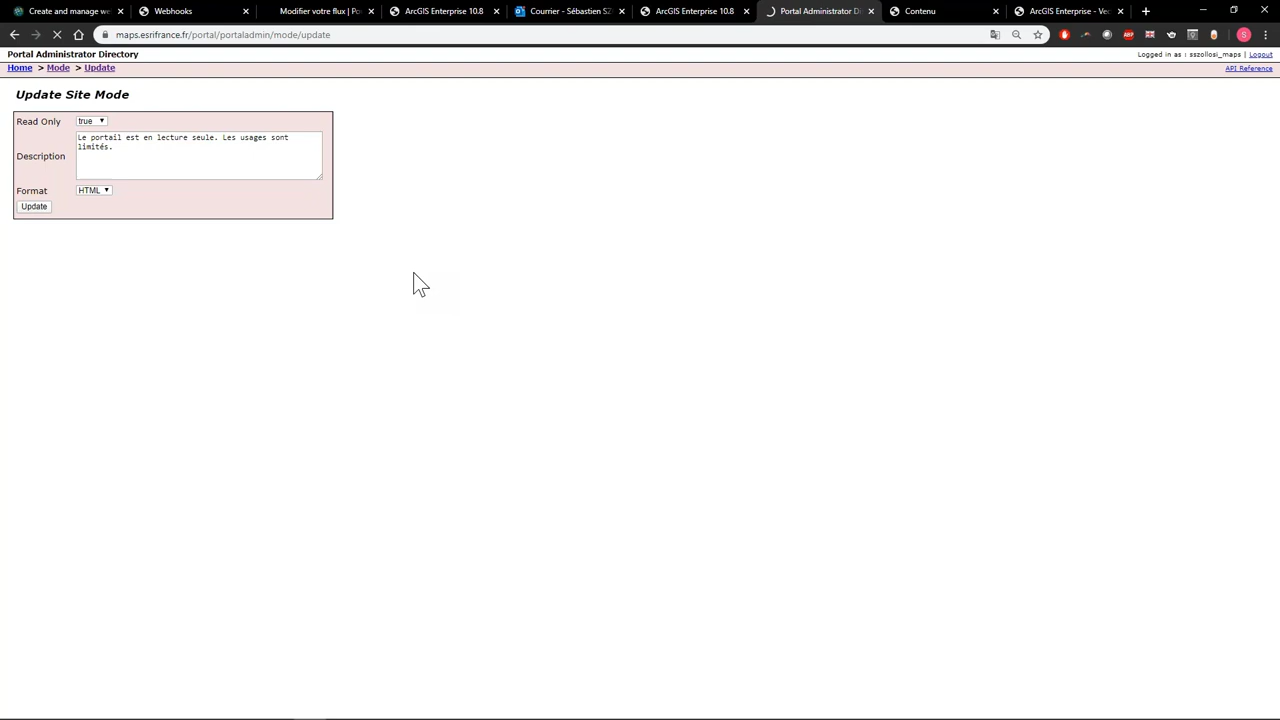 Create and manage we
Webhooks
Modifier votre flux | Po
ArcGIS Enterprise 10.8
Courrier - Sébastien SZ
ArcGIS Enterprise 10.8
Portal Administrator Di
Contenu
ArcGIS Enterprise - Vec
maps.esrifrance.fr/portal/portaladmin/mode/update
Portal Administrator Directory
Logged in as : sszollosi_maps | Logout
Home > Mode > Update
API Reference
Update Site Mode
Read Only true
Le portail est en lecture seule. Les usages sont
limités.
Description
Format HTML
Update